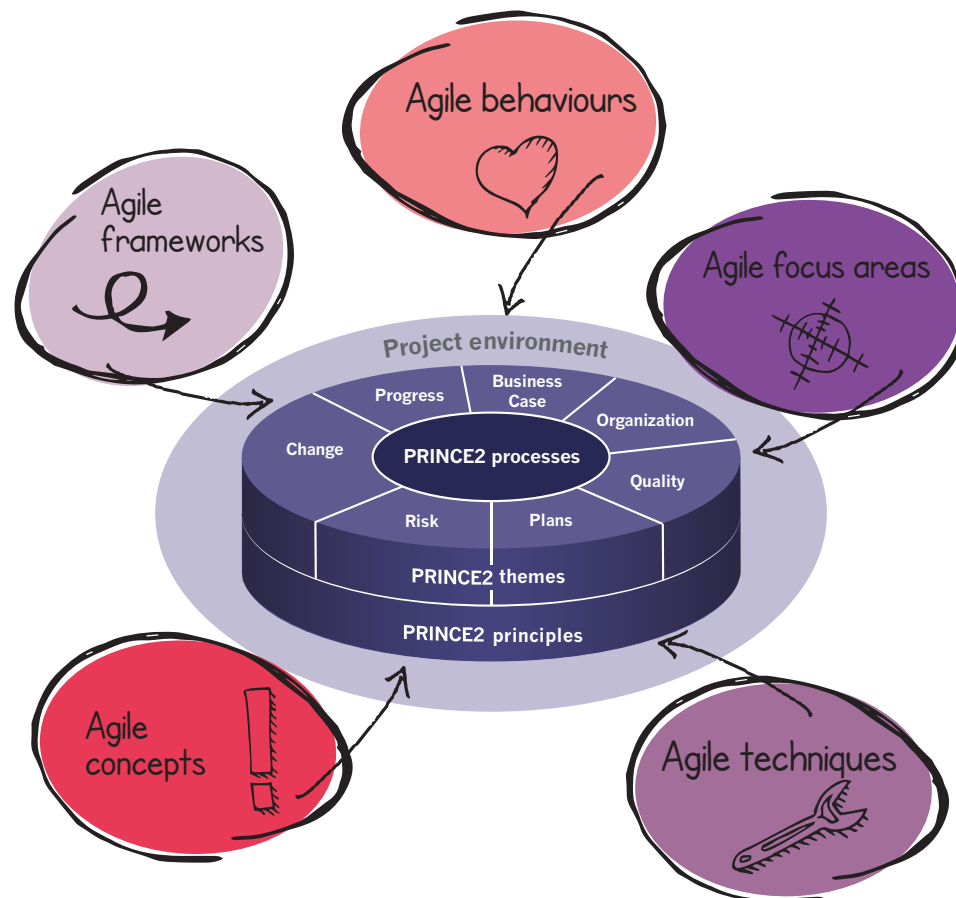 Agile behaviours
Agile
frameworks
Agile focus areas
Project environment
Progress
Business
Case
Organization
Change
PRINCE2 processes
Quality
Risk
Plans
PRINCE2 themes
PRINCE2 principles
Agile
concepts
Agile techniques